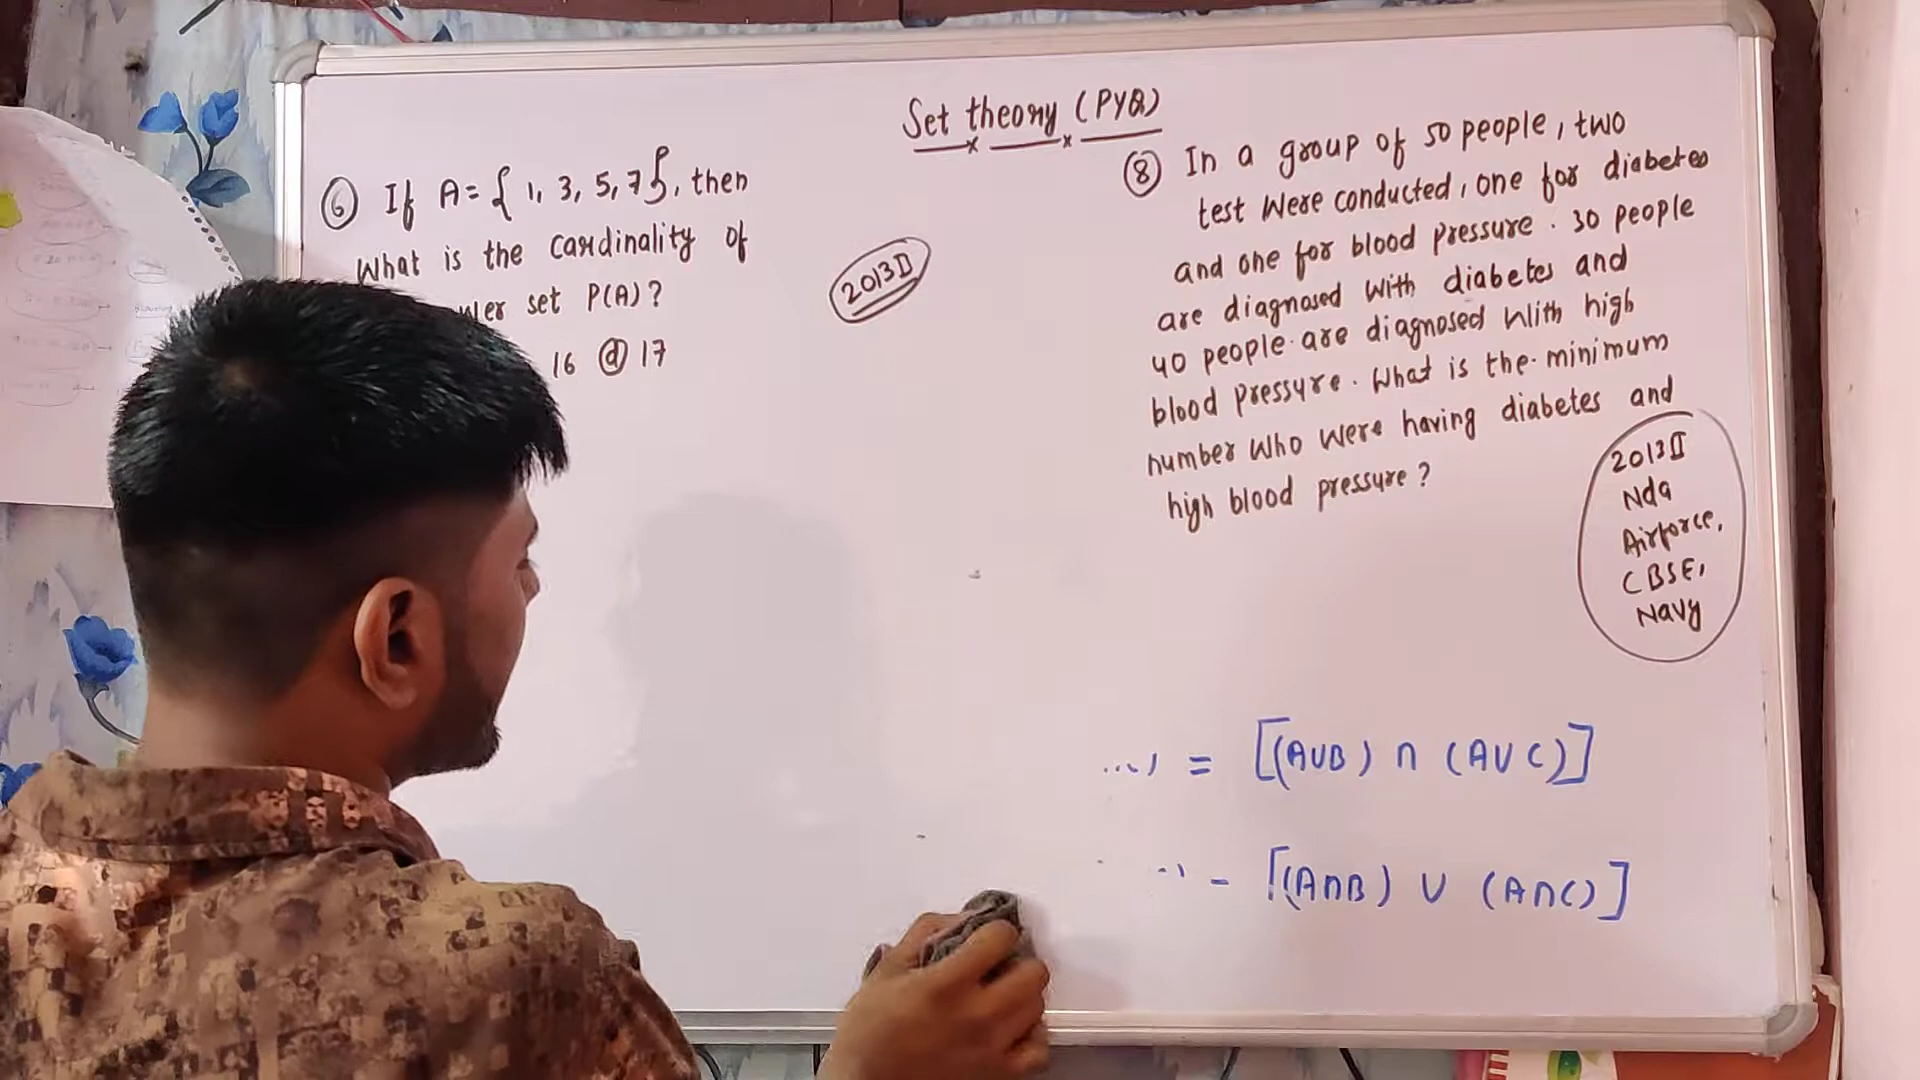 Set theory (PYQ)
⑥ If A = { 1, 3, 5, 7 }, then
What is the cardinality of
set P(A) ?
16 ⓓ 17
2013 II
⑧ In a group of 50 people, two
test Were conducted, one for diabetes
and one for blood pressure . 30 people
are diagnosed With diabetes and
40 people are diagnosed With high
blood pressure . What is the minimum
number Who Were having diabetes and
high blood pressure ?
2013 II
Nda
Airforce,
CBSE,
Navy
= [(A∪B) ∩ (A∪C)]
[(A∩B) ∪ (A∩C)]